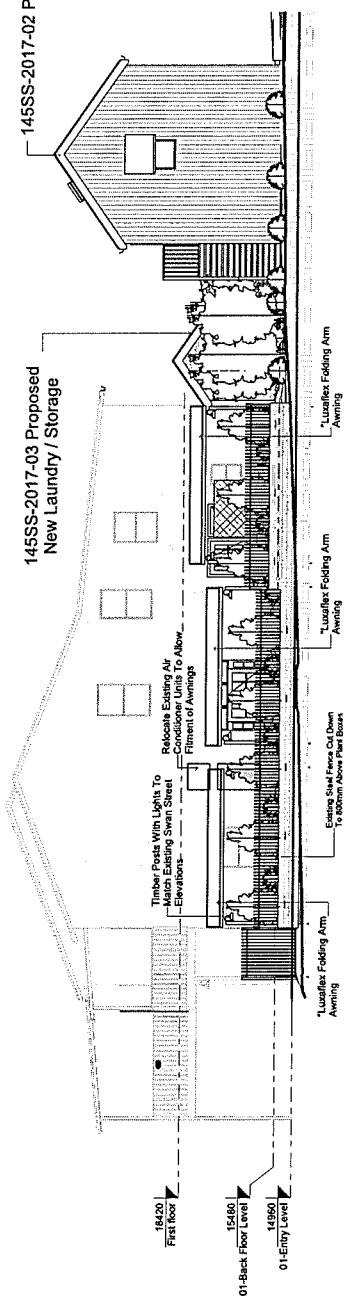 145SS-2017-02 P
145SS-2017-03 Proposed
New Laundry / Storage
Relocate Existing Air
Conditioner Units To Allow
Fitment of Awnings
Timber Posts With Lights To
Match Existing Swan Street
Elevations
18420
First floor
15480
01-Back Floor Level
14960
01-Entry Level
"Luxaflex Folding Arm
Awning
Existing Steel Fence Cut Down
To 800mm Above Plant Boxes
"Luxaflex Folding Arm
Awning
"Luxaflex Folding Arm
Awning